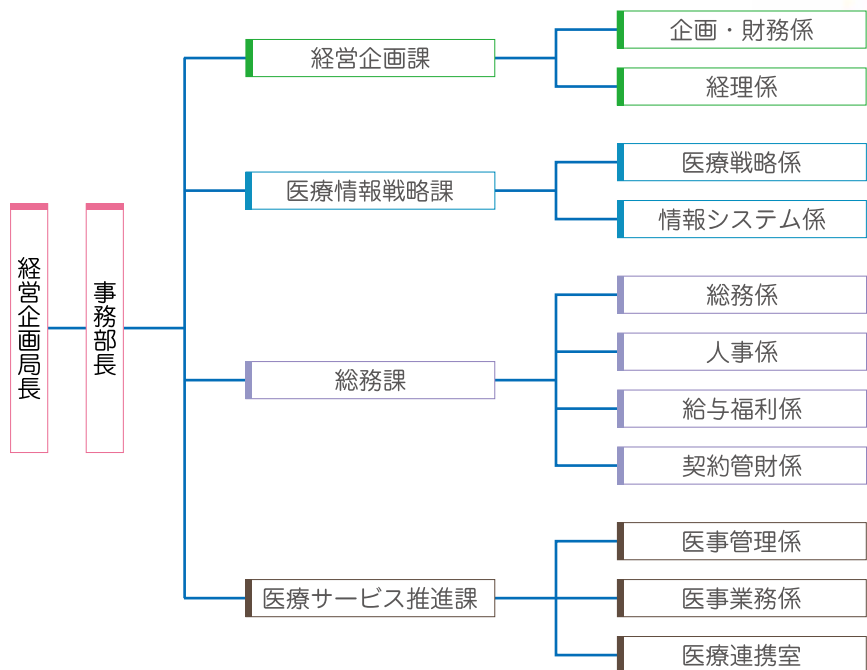 経営企画局長
事務部長
経営企画課
企画・財務係
経理係
医療情報戦略課
医療戦略係
情報システム係
総務課
総務係
人事係
給与福利係
契約管財係
医療サービス推進課
医事管理係
医事業務係
医療連携室